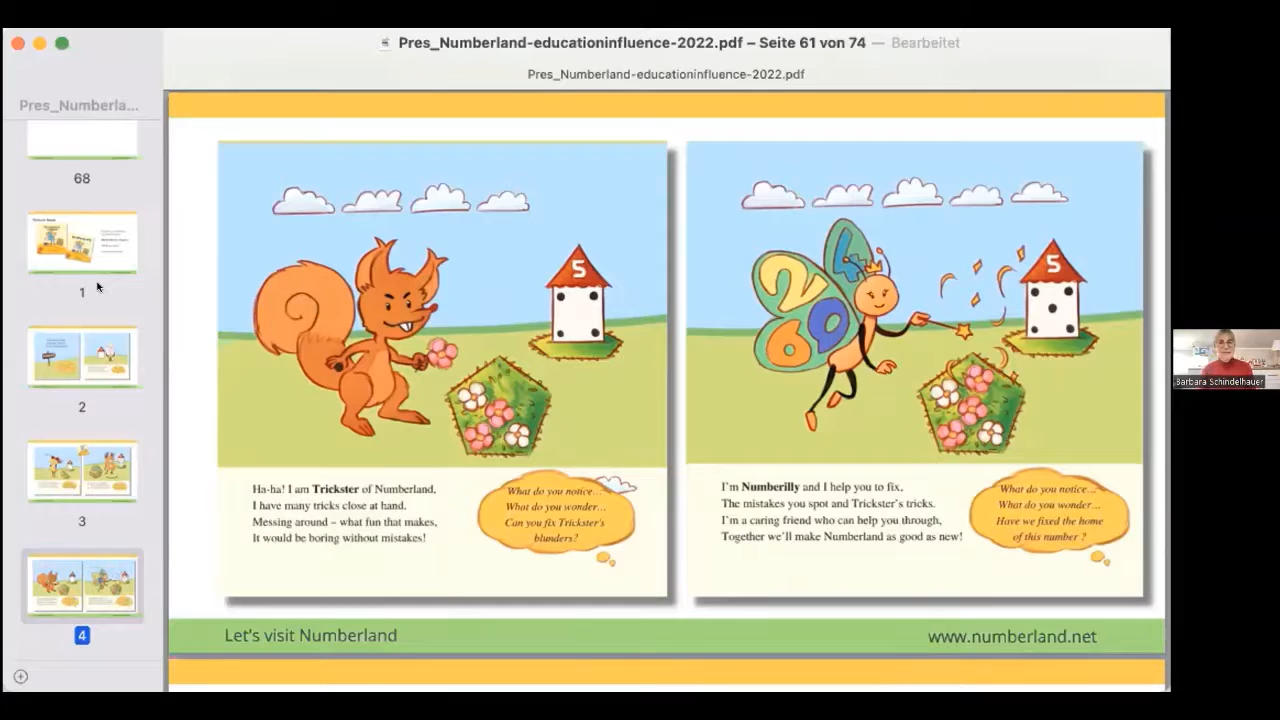 Pres_Numberland-educationinfluence-2022.pdf – Seite 61 von 74 — Bearbeitet
Pres_Numberland-educationinfluence-2022.pdf
Pres_Numberla...
68
1
2
3
4
5
Ha-ha! I am Trickster of Numberland,
I have many tricks close at hand.
Messing around – what fun that makes,
It would be boring without mistakes!
What do you notice...
What do you wonder...
Can you fix Trickster's
blunders?
4
2
6
9
5
I'm Numberilly and I help you to fix,
The mistakes you spot and Trickster's tricks.
I'm a caring friend who can help you through,
Together we'll make Numberland as good as new!
What do you notice...
What do you wonder...
Have we fixed the home
of this number ?
Let's visit Numberland
www.numberland.net
Barbara Schindelhauer